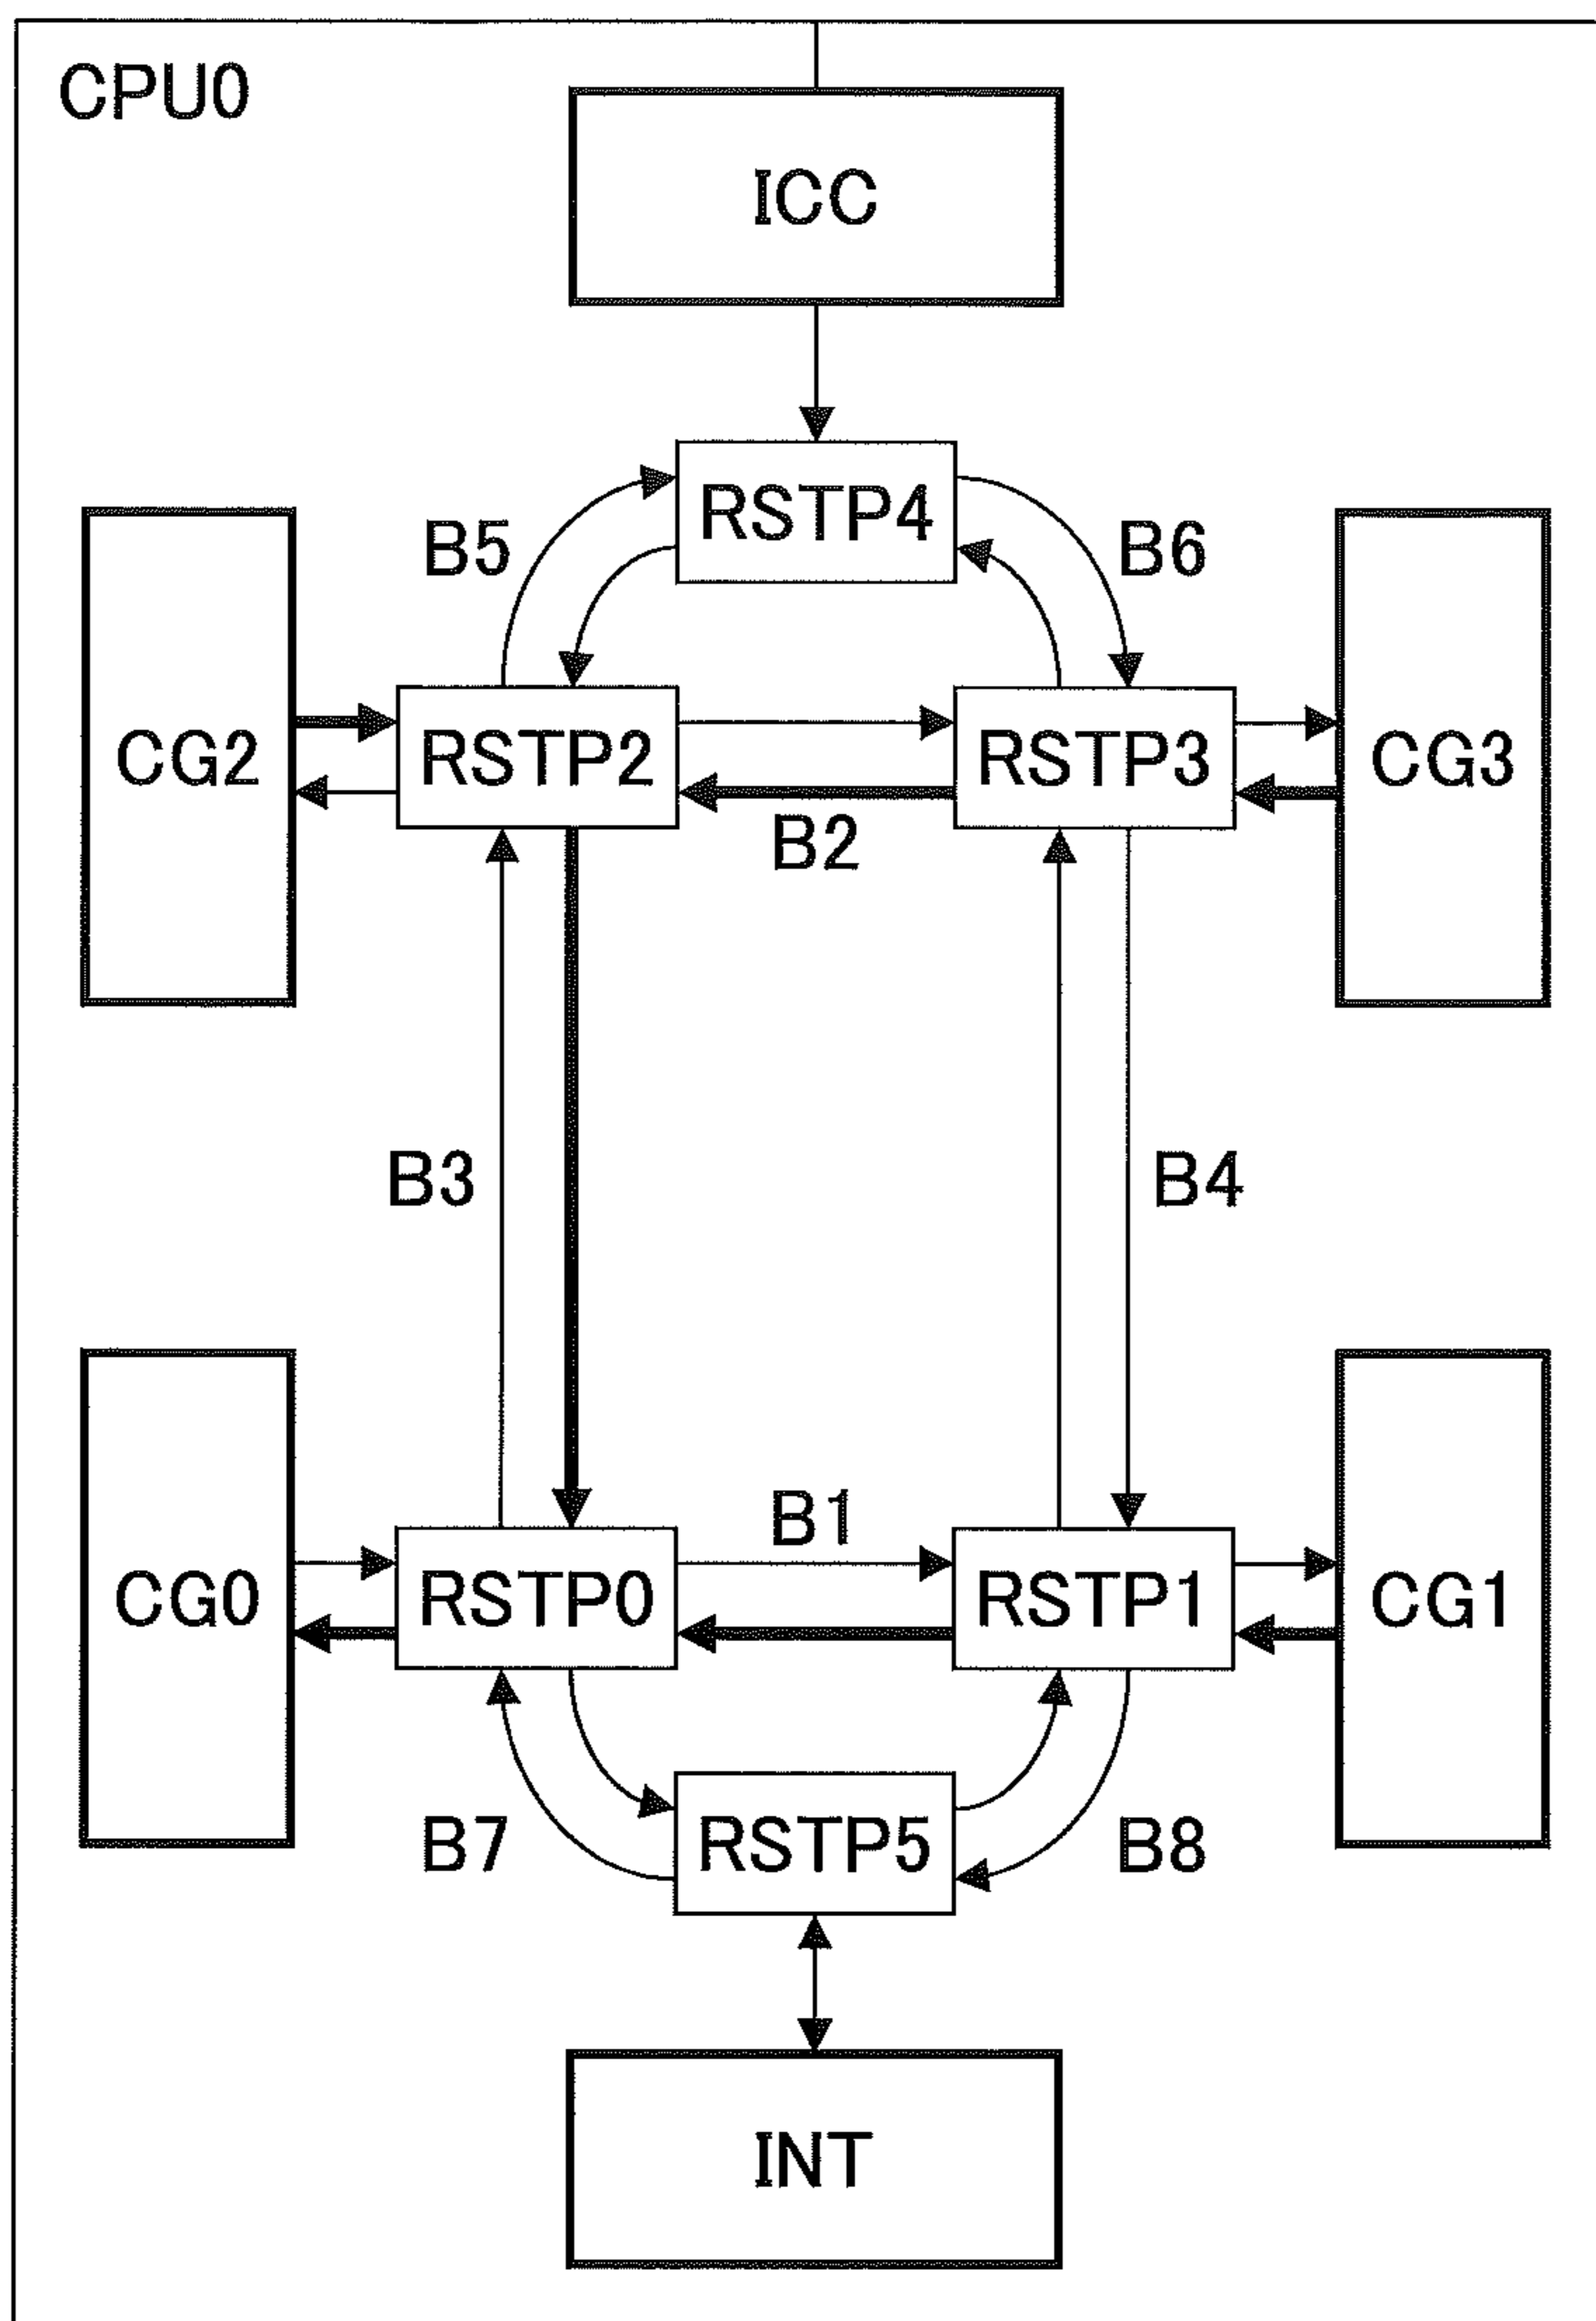 CPU0
ICC
RSTP4
B5
B6
CG2
RSTP2
RSTP3
CG3
B2
B3
B4
B1
CG0
RSTP0
RSTP1
CG1
B7
RSTP5
B8
INT